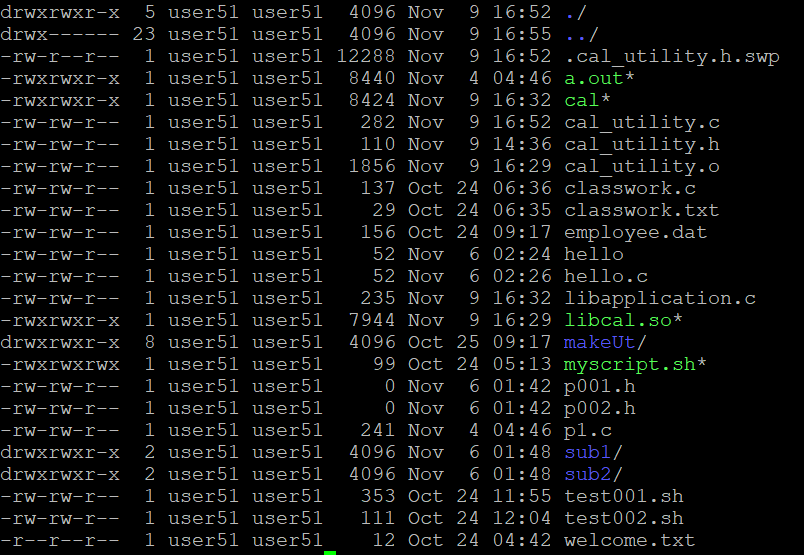 drwxrwxr-x  5 user51 user51  4096 Nov  9 16:52 ./
drwx------ 23 user51 user51  4096 Nov  9 16:55 ../
-rw-r--r--  1 user51 user51 12288 Nov  9 16:52 .cal_utility.h.swp
-rwxrwxr-x  1 user51 user51  8440 Nov  4 04:46 a.out*
-rwxrwxr-x  1 user51 user51  8424 Nov  9 16:32 cal*
-rw-rw-r--  1 user51 user51   282 Nov  9 16:52 cal_utility.c
-rw-rw-r--  1 user51 user51   110 Nov  9 14:36 cal_utility.h
-rw-rw-r--  1 user51 user51  1856 Nov  9 16:29 cal_utility.o
-rw-rw-r--  1 user51 user51   137 Oct 24 06:36 classwork.c
-rw-rw-r--  1 user51 user51    29 Oct 24 06:35 classwork.txt
-rw-rw-r--  1 user51 user51   156 Oct 24 09:17 employee.dat
-rw-rw-r--  1 user51 user51    52 Nov  6 02:24 hello
-rw-rw-r--  1 user51 user51    52 Nov  6 02:26 hello.c
-rw-rw-r--  1 user51 user51   235 Nov  9 16:32 libapplication.c
-rwxrwxr-x  1 user51 user51  7944 Nov  9 16:29 libcal.so*
drwxrwxr-x  8 user51 user51  4096 Oct 25 09:17 makeUt/
-rwxrwxrwx  1 user51 user51    99 Oct 24 05:13 myscript.sh*
-rw-rw-r--  1 user51 user51     0 Nov  6 01:42 p001.h
-rw-rw-r--  1 user51 user51     0 Nov  6 01:42 p002.h
-rw-rw-r--  1 user51 user51   241 Nov  4 04:46 p1.c
drwxrwxr-x  2 user51 user51  4096 Nov  6 01:48 sub1/
drwxrwxr-x  2 user51 user51  4096 Nov  6 01:48 sub2/
-rw-rw-r--  1 user51 user51   353 Oct 24 11:55 test001.sh
-rw-rw-r--  1 user51 user51   111 Oct 24 12:04 test002.sh
-r--r--r--  1 user51 user51    12 Oct 24 04:42 welcome.txt